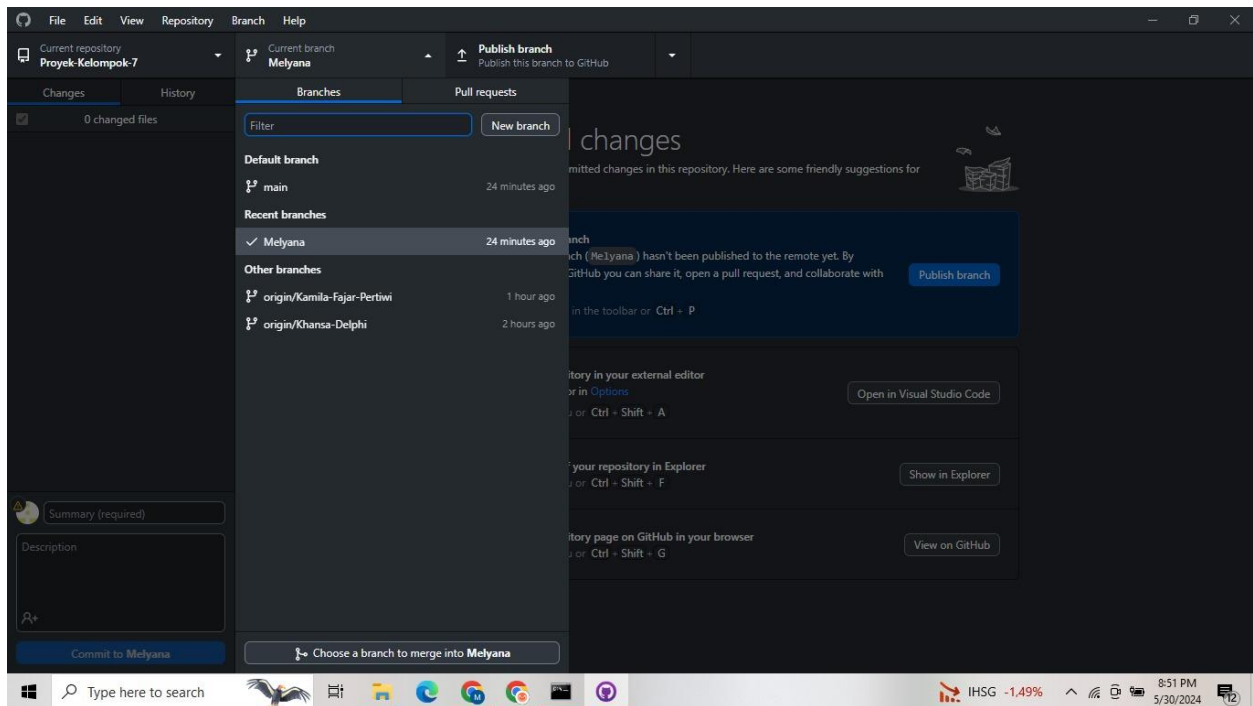 File Edit View Repository Branch Help
Current repository
Proyek-Kelompok-7
Current branch
Melyana
Publish branch
Publish this branch to GitHub
Changes History
0 changed files
Branches Pull requests
Filter
New branch
Default branch
main 24 minutes ago
Recent branches
Melyana 24 minutes ago
Other branches
origin/Kamila-Fajar-Pertiwi 1 hour ago
origin/Khansa-Delphi 2 hours ago
Choose a branch to merge into Melyana
changes
mitted changes in this repository. Here are some friendly suggestions for
nch
ch ( Melyana ) hasn't been published to the remote yet. By
GitHub you can share it, open a pull request, and collaborate with
Publish branch
in the toolbar or Ctrl + P
itory in your external editor
or in Options
or Ctrl + Shift + A
Open in Visual Studio Code
your repository in Explorer
or Ctrl + Shift + F
Show in Explorer
itory page on GitHub in your browser
or Ctrl + Shift + G
View on GitHub
Summary (required)
Description
Commit to Melyana
Type here to search
IHSG -1,49%
8:51 PM
5/30/2024
12